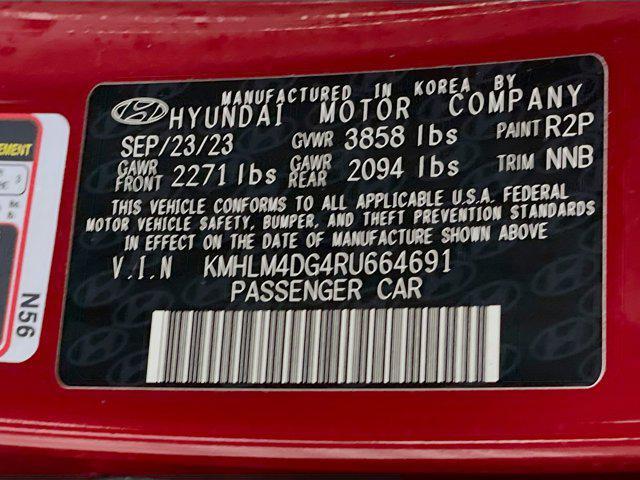 MANUFACTURED IN KOREA BY
HYUNDAI MOTOR COMPANY
SEP/23/23 GVWR 3858 lbs PAINT R2P
GAWR FRONT 2271 lbs GAWR REAR 2094 lbs TRIM NNB
THIS VEHICLE CONFORMS TO ALL APPLICABLE U.S.A. FEDERAL
MOTOR VEHICLE SAFETY, BUMPER, AND THEFT PREVENTION STANDARDS
IN EFFECT ON THE DATE OF MANUFACTURE SHOWN ABOVE
V.I.N KMHLM4DG4RU664691
PASSENGER CAR
N56